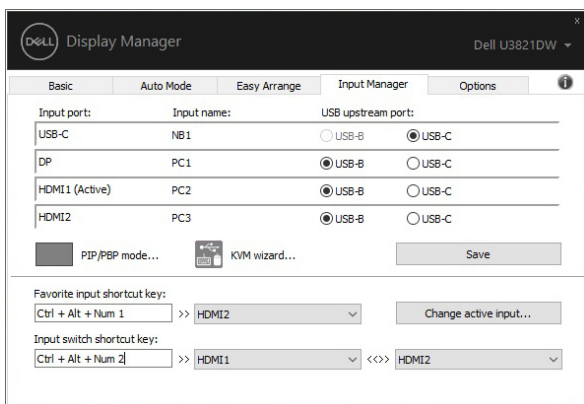 DELL Display Manager
x
Dell U3821DW
Basic Auto Mode Easy Arrange Input Manager Options
Input port: Input name: USB upstream port:
USB-C NB1 USB-B USB-C
DP PC1 USB-B USB-C
HDMI1 (Active) PC2 USB-B USB-C
HDMI2 PC3 USB-B USB-C
PIP/PBP mode... KVM wizard... Save
Favorite input shortcut key:
Ctrl + Alt + Num 1 >> HDMI2 Change active input...
Input switch shortcut key:
Ctrl + Alt + Num 2 >> HDMI1 <<>> HDMI2